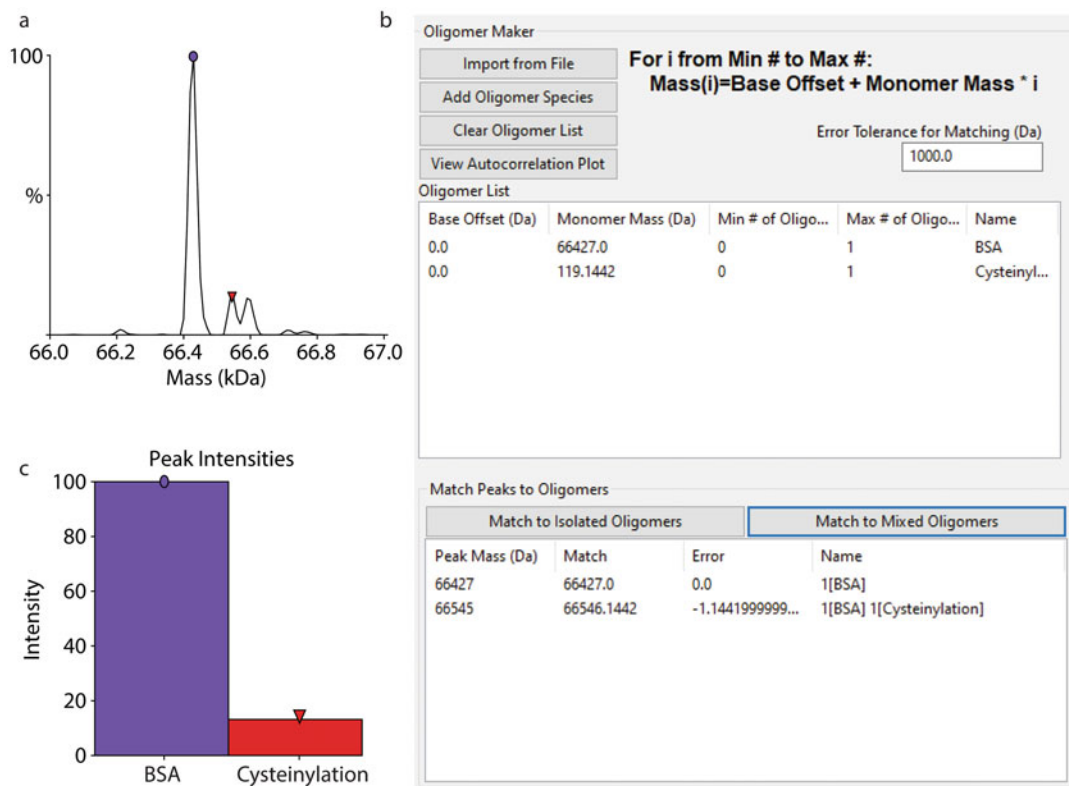 a
100
%
66.0 66.2 66.4 66.6 66.8 67.0
Mass (kDa)
b
Oligomer Maker
Import from File
Add Oligomer Species
Clear Oligomer List
View Autocorrelation Plot
For i from Min # to Max #:
Mass(i)=Base Offset + Monomer Mass * i
Error Tolerance for Matching (Da)
1000.0
Oligomer List
Base Offset (Da) Monomer Mass (Da) Min # of Oligo... Max # of Oligo... Name
0.0 66427.0 0 1 BSA
0.0 119.1442 0 1 Cysteinyl...
Match Peaks to Oligomers
Match to Isolated Oligomers Match to Mixed Oligomers
Peak Mass (Da) Match Error Name
66427 66427.0 0.0 1[BSA]
66545 66546.1442 -1.1441999999... 1[BSA] 1[Cysteinylation]
c
Peak Intensities
100
80
60
40
20
0
Intensity
BSA Cysteinylation